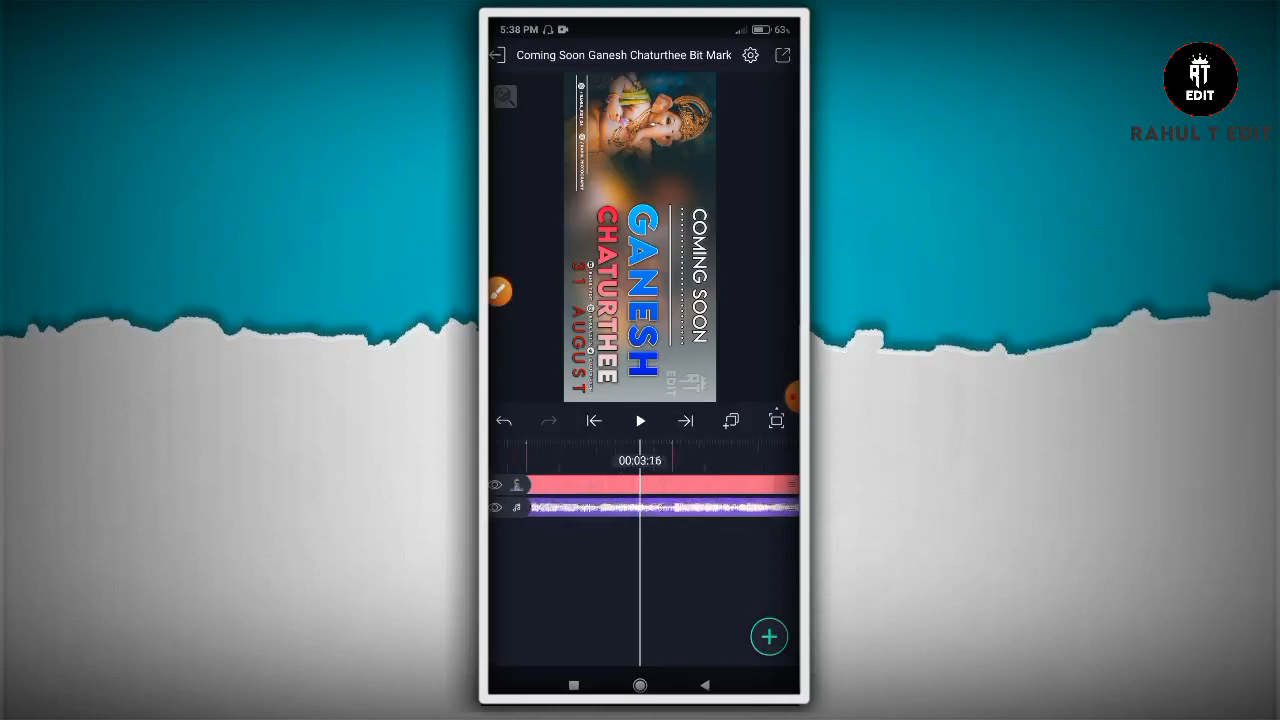 5:38 PM
63%
Coming Soon Ganesh Chaturthee Bit Mark
COMING SOON
GANESH
CHATURTHEE
31 AUGUST
RT
EDIT
00:03:16
RT
EDIT
RAHUL T EDIT